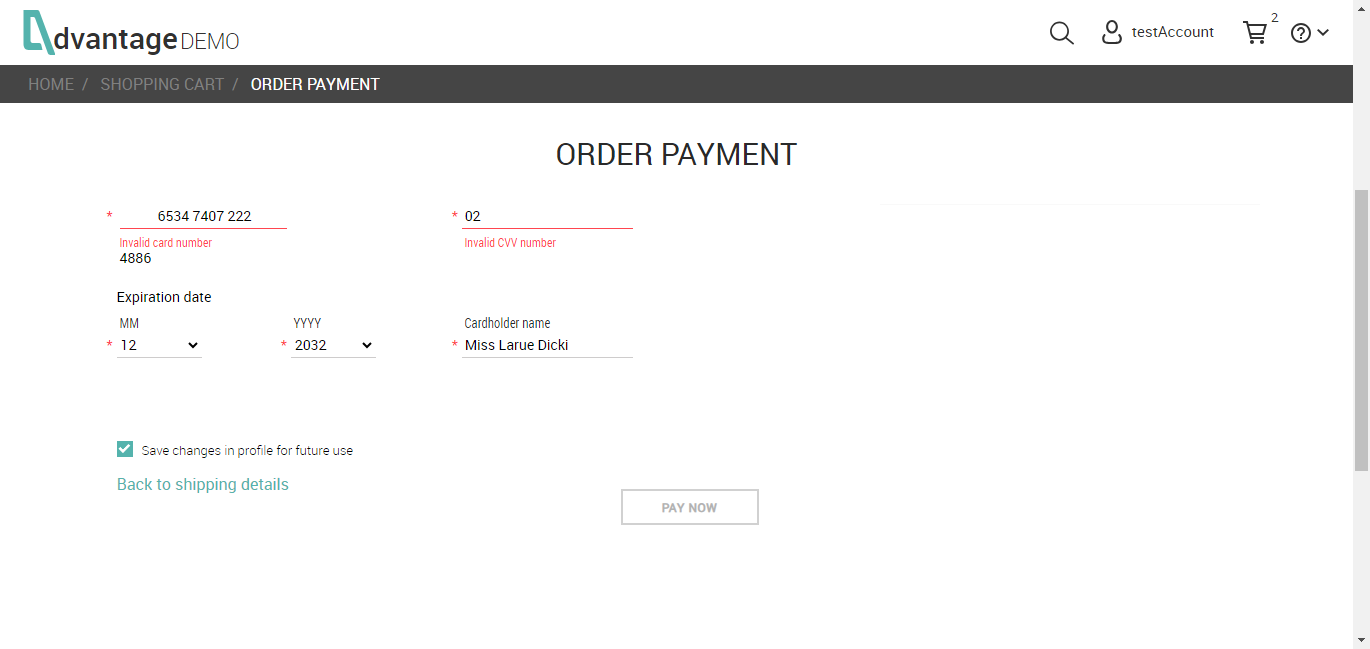 dvantage DEMO
testAccount
2
HOME / SHOPPING CART / ORDER PAYMENT
ORDER PAYMENT
* 6534 7407 222
* 02
Invalid card number
Invalid CVV number
4886
Expiration date
MM
YYYY
Cardholder name
* 12
* 2032
* Miss Larue Dicki
Save changes in profile for future use
Back to shipping details
PAY NOW